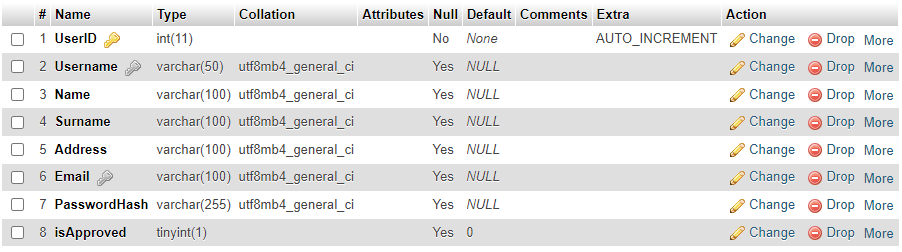 # Name Type Collation Attributes Null Default Comments Extra Action
1 UserID int(11) No None AUTO_INCREMENT Change Drop More
2 Username varchar(50) utf8mb4_general_ci Yes NULL Change Drop More
3 Name varchar(100) utf8mb4_general_ci Yes NULL Change Drop More
4 Surname varchar(100) utf8mb4_general_ci Yes NULL Change Drop More
5 Address varchar(100) utf8mb4_general_ci Yes NULL Change Drop More
6 Email varchar(100) utf8mb4_general_ci Yes NULL Change Drop More
7 PasswordHash varchar(255) utf8mb4_general_ci Yes NULL Change Drop More
8 isApproved tinyint(1) Yes 0 Change Drop More